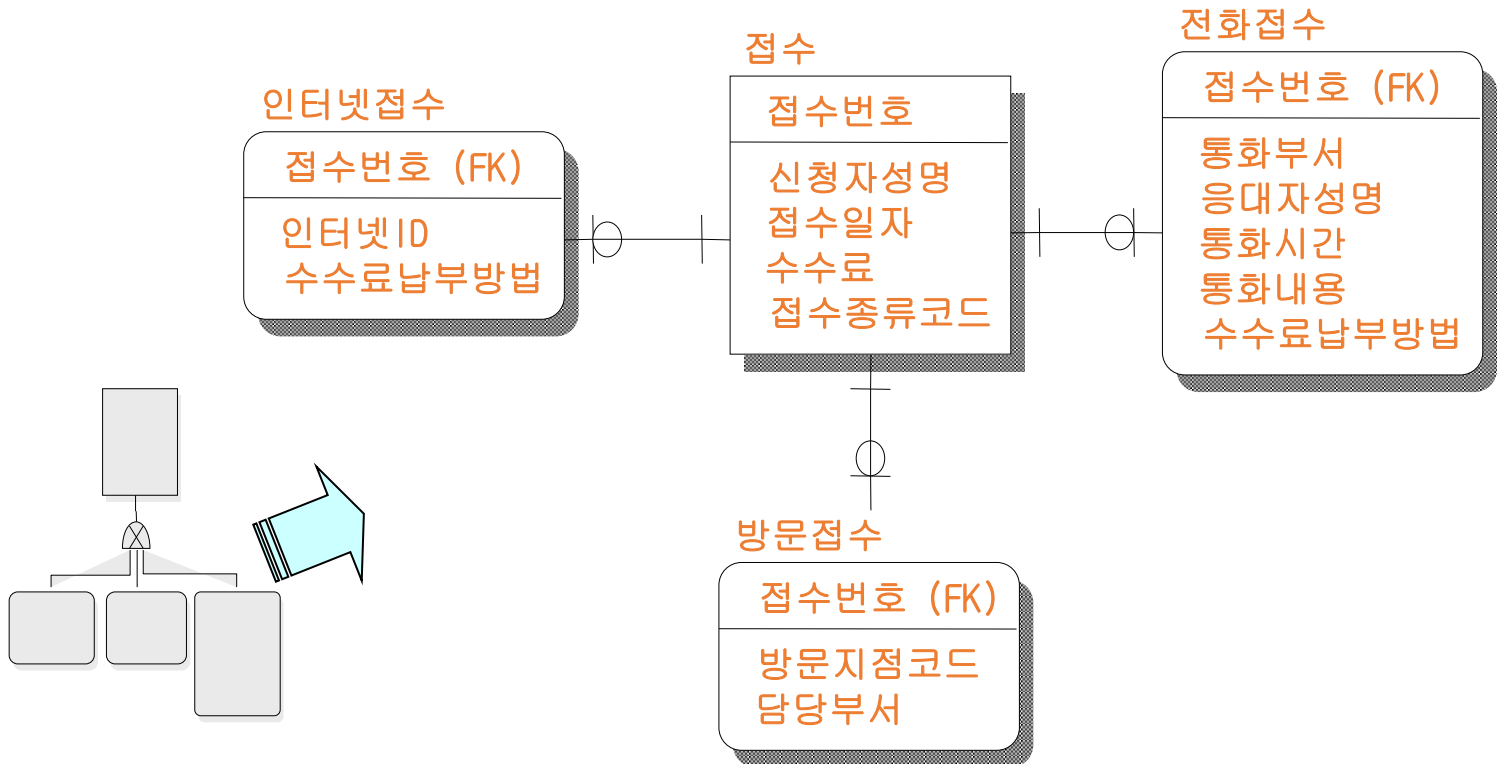 인터넷접수
접수번호 (FK)
인터넷ID
수수료납부방법
접수
접수번호
신청자성명
접수일자
수수료
접수종류코드
전화접수
접수번호 (FK)
통화부서
응대자성명
통화시간
통화내용
수수료납부방법
방문접수
접수번호 (FK)
방문지점코드
담당부서